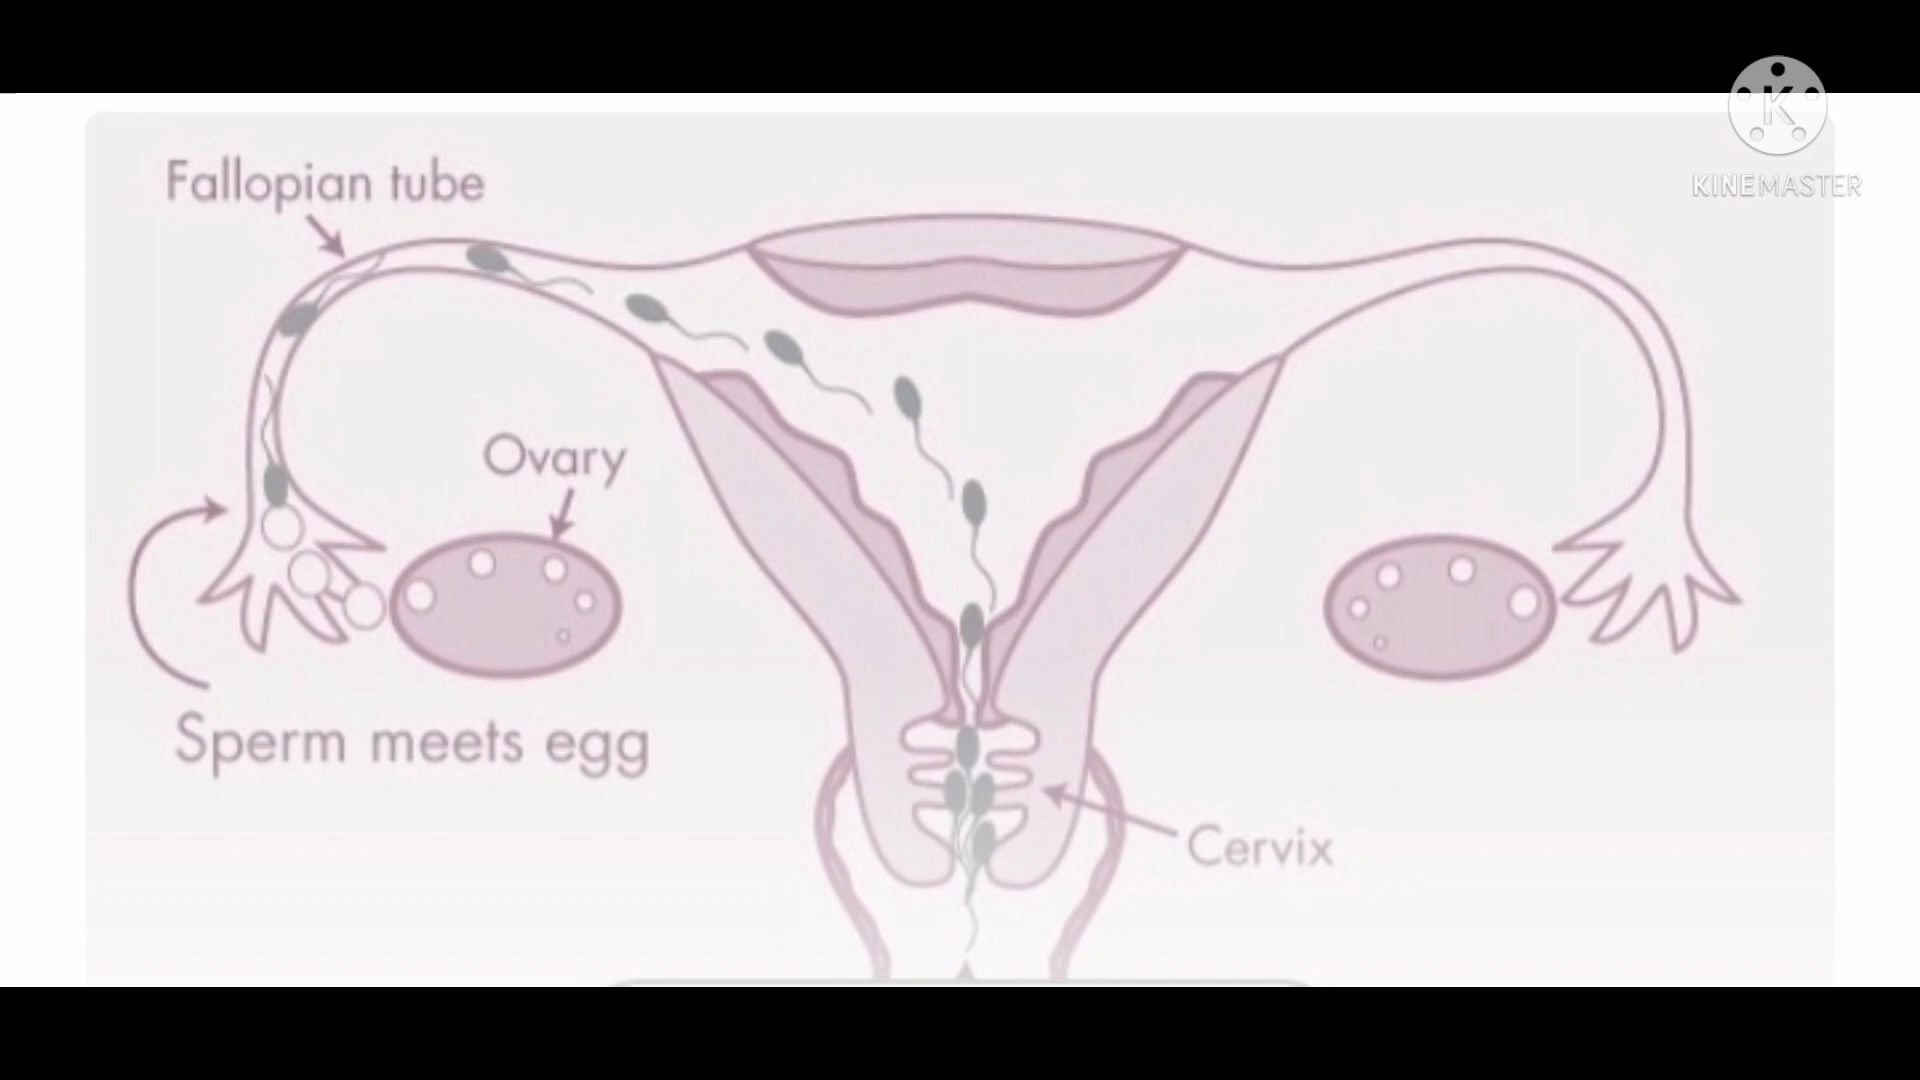 Fallopian tube
KINEMASTER
Ovary
Sperm meets egg
Cervix